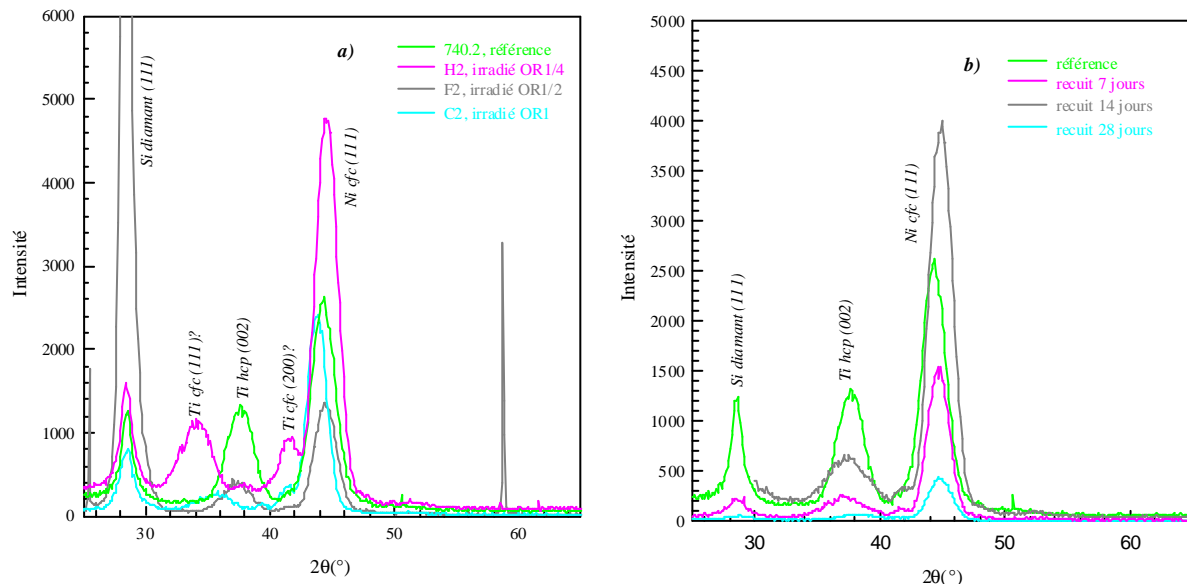 6000
5000
4000
3000
2000
1000
0
Intensité
30
40
50
60
2θ(°)
a)
740.2, référence
H2, irradié OR1/4
F2, irradié OR1/2
C2, irradié OR1
Si diamant (111)
Ti cfc (111)?
Ti hcp (002)
Ti cfc (200)?
Ni cfc (111)
5000
4500
4000
3500
3000
2500
2000
1500
1000
500
0
Intensité
30
40
50
60
2θ(°)
b)
référence
recuit 7 jours
recuit 14 jours
recuit 28 jours
Si diamant (111)
Ti hcp (002)
Ni cfc (111)